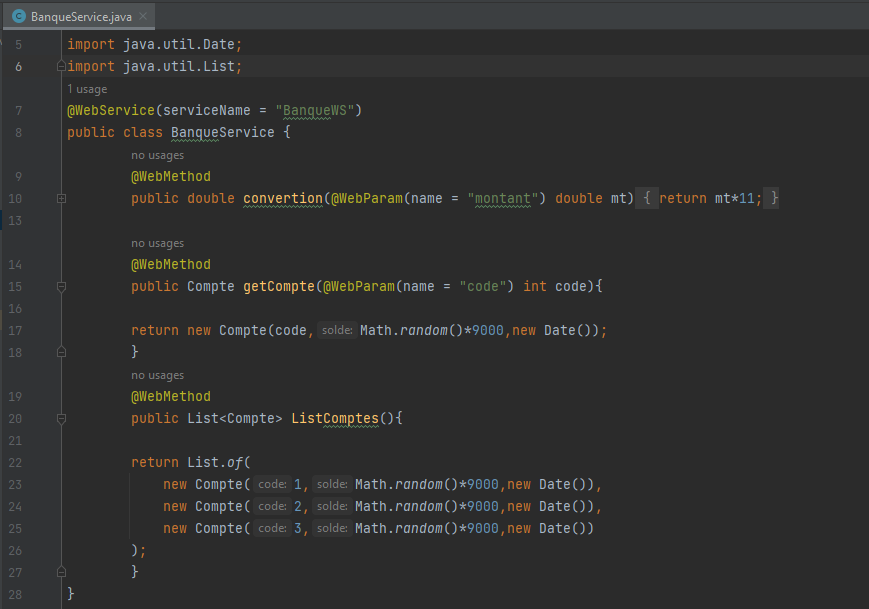 BanqueService.java
5 import java.util.Date;
6 import java.util.List;
1 usage
7 @WebService(serviceName = "BanqueWS")
8 public class BanqueService {
no usages
9 @WebMethod
10 public double convertion(@WebParam(name = "montant") double mt) { return mt*11; }
13
no usages
14 @WebMethod
15 public Compte getCompte(@WebParam(name = "code") int code){
16
17 return new Compte(code, solde: Math.random()*9000,new Date());
18 }
no usages
19 @WebMethod
20 public List<Compte> ListComptes(){
21
22 return List.of(
23 new Compte( code: 1, solde: Math.random()*9000,new Date()),
24 new Compte( code: 2, solde: Math.random()*9000,new Date()),
25 new Compte( code: 3, solde: Math.random()*9000,new Date())
26 );
27 }
28 }